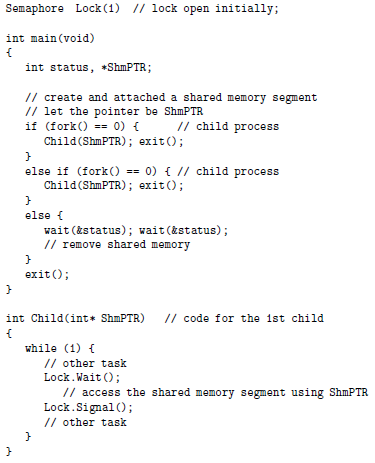 Semaphore Lock(1) // lock open initially;
int main(void)
{
int status, *ShmPTR;
// create and attached a shared memory segment
// let the pointer be ShmPTR
if (fork() == 0) { // child process
Child(ShmPTR); exit();
}
else if (fork() == 0) { // child process
Child(ShmPTR); exit();
}
else {
wait(&status); wait(&status);
// remove shared memory
}
exit();
}
int Child(int* ShmPTR) // code for the 1st child
{
while (1) {
// other task
Lock.Wait();
// access the shared memory segment using ShmPTR
Lock.Signal();
// other task
}
}